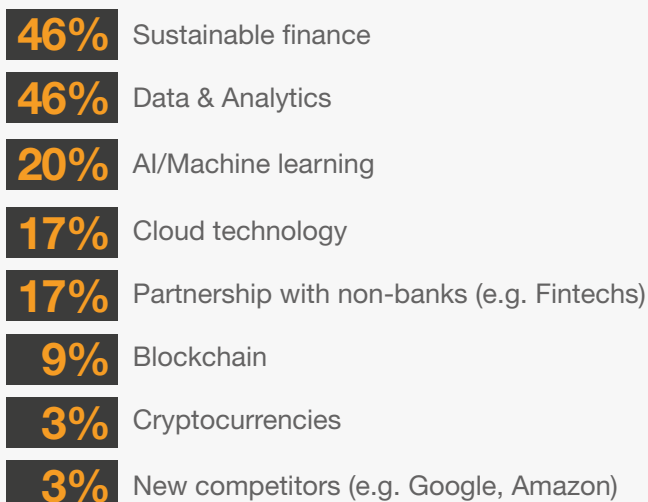 46% Sustainable finance
46% Data & Analytics
20% AI/Machine learning
17% Cloud technology
17% Partnership with non-banks (e.g. Fintechs)
9% Blockchain
3% Cryptocurrencies
3% New competitors (e.g. Google, Amazon)